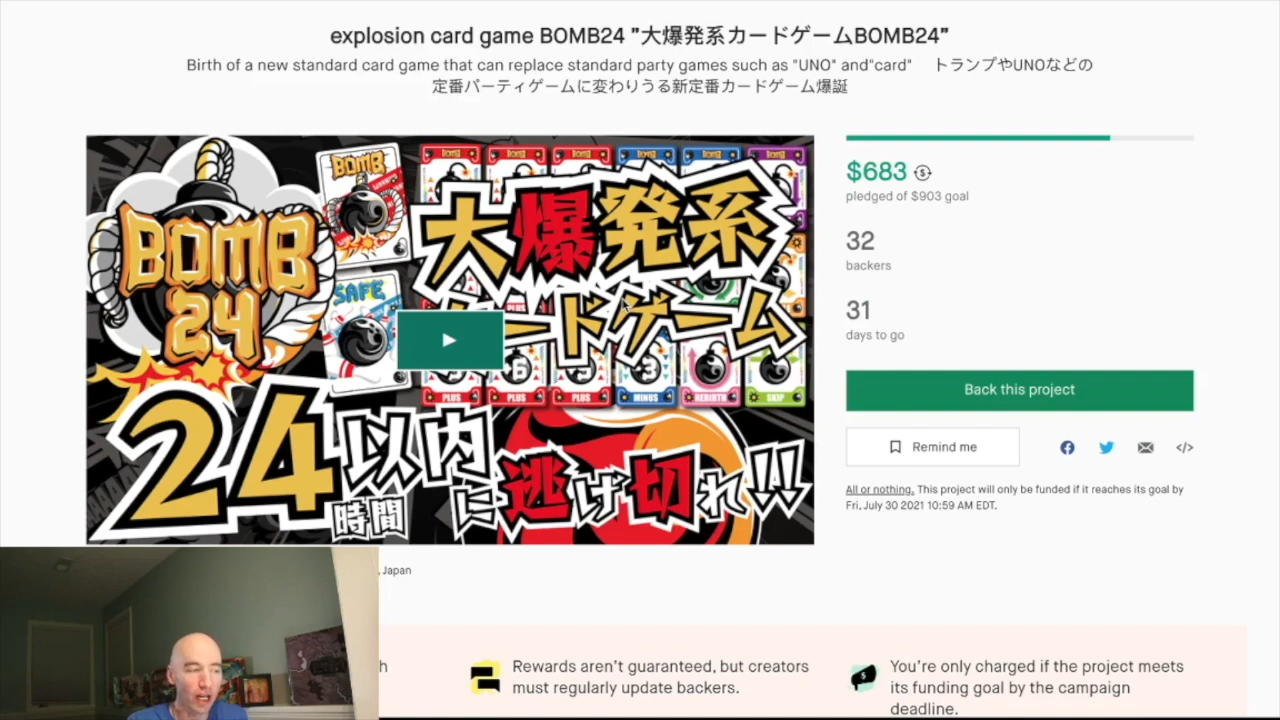 explosion card game BOMB24 ”大爆発系カードゲームBOMB24”
Birth of a new standard card game that can replace standard party games such as "UNO" and"card"　トランプやUNOなどの
定番パーティゲームに変わりうる新定番カードゲーム爆誕
BOMB
24
BOMB
SAFE
大爆発系
ードゲーム
PLUS PLUS PLUS MINUS REBIRTH SKIP
24時間以内に逃げ切れ!!
$683
pledged of $903 goal
32
backers
31
days to go
Back this project
Remind me
All or nothing. This project will only be funded if it reaches its goal by
Fri, July 30 2021 10:59 AM EDT.
, Japan
h
Rewards aren’t guaranteed, but creators
must regularly update backers.
You’re only charged if the project meets
its funding goal by the campaign
deadline.